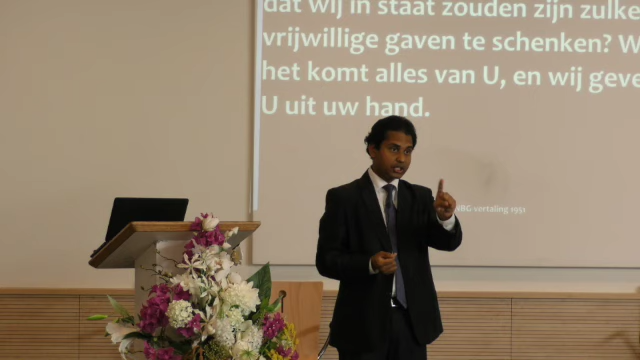 dat wij in staat zouden zijn zulke
vrijwillige gaven te schenken? W
het komt alles van U, en wij geve
U uit uw hand.
NBG-vertaling 1951